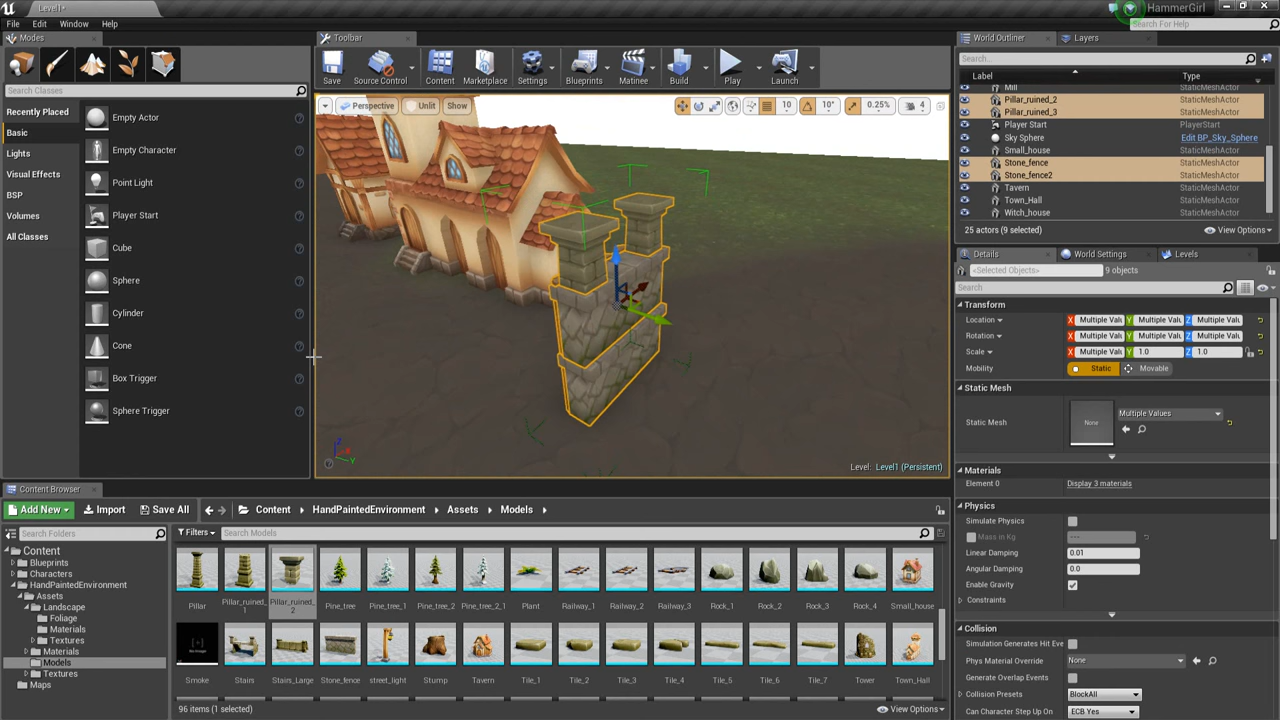 Level1*
HammerGirl
File Edit Window Help
Search For Help
Modes
Search Classes
Recently Placed
Basic
Lights
Visual Effects
BSP
Volumes
All Classes
Empty Actor
Empty Character
Point Light
Player Start
Cube
Sphere
Cylinder
Cone
Box Trigger
Sphere Trigger
Toolbar
Save Source Control Content Marketplace Settings Blueprints Matinee Build Play Launch
Perspective Unlit Show 10 10° 0.25% 4
Level: Level1 (Persistent)
World Outliner Layers
Search...
Label Type
Mill StaticMeshActor
Pillar_ruined_2 StaticMeshActor
Pillar_ruined_3 StaticMeshActor
Player Start PlayerStart
Sky Sphere Edit BP_Sky_Sphere
Small_house StaticMeshActor
Stone_fence StaticMeshActor
Stone_fence2 StaticMeshActor
Tavern StaticMeshActor
Town_Hall StaticMeshActor
Witch_house StaticMeshActor
25 actors (9 selected) View Options
Details World Settings Levels
<Selected Objects> 9 objects
Search
Transform
Location X Multiple Valu Y Multiple Valu Z Multiple Valu
Rotation X Multiple Valu Y Multiple Valu Z Multiple Valu
Scale X Multiple Valu Y 1.0 Z 1.0
Mobility Static Movable
Static Mesh
Static Mesh None Multiple Values
Materials
Element 0 Display 3 materials
Physics
Simulate Physics
Mass in Kg ---
Linear Damping 0.01
Angular Damping 0.0
Enable Gravity
Constraints
Collision
Simulation Generates Hit Eve
Phys Material Override None
Generate Overlap Events
Collision Presets BlockAll
Can Character Step Up On ECB Yes
Content Browser
Add New Import Save All Content HandPaintedEnvironment Assets Models
Search Folders
Filters Search Models
Content
Blueprints
Characters
HandPaintedEnvironment
Assets
Landscape
Foliage
Materials
Textures
Materials
Models
Textures
Maps
Pillar Pillar_ruined_1 Pillar_ruined_2 Pine_tree Pine_tree_1 Pine_tree_2 Pine_tree_2_1 Plant Railway_1 Railway_2 Railway_3 Rock_1 Rock_2 Rock_3 Rock_4 Small_house
Smoke Stairs Stairs_Large Stone_fence street_light Stump Tavern Tile_1 Tile_2 Tile_3 Tile_4 Tile_5 Tile_6 Tile_7 Tower Town_Hall
96 items (1 selected) View Options